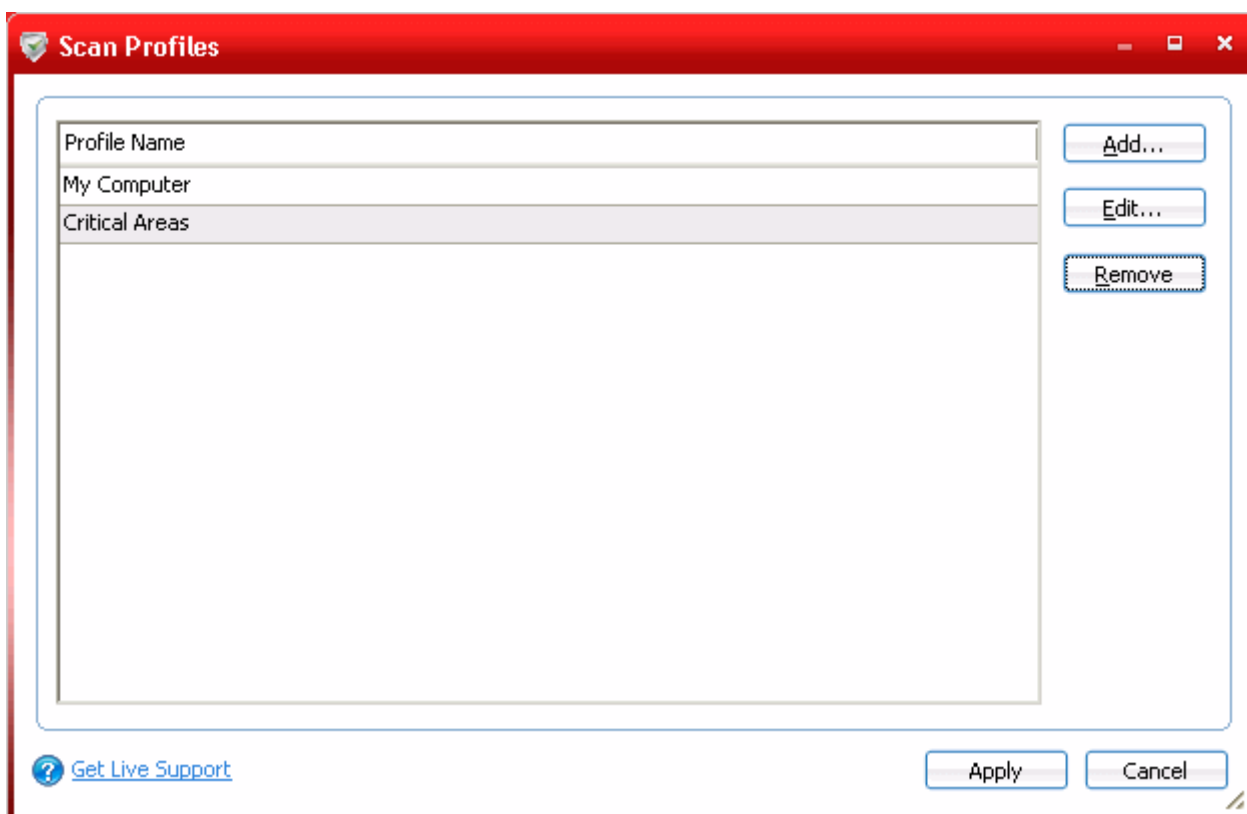 Scan Profiles
Profile Name
My Computer
Critical Areas
Add...
Edit...
Remove
? Get Live Support
Apply
Cancel